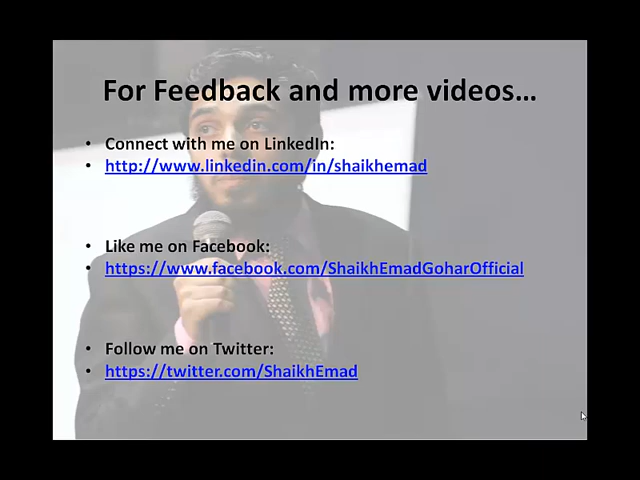 For Feedback and more videos...
• Connect with me on LinkedIn:
• http://www.linkedin.com/in/shaikhemad
• Like me on Facebook:
• https://www.facebook.com/ShaikhEmadGoharOfficial
• Follow me on Twitter:
• https://twitter.com/ShaikhEmad